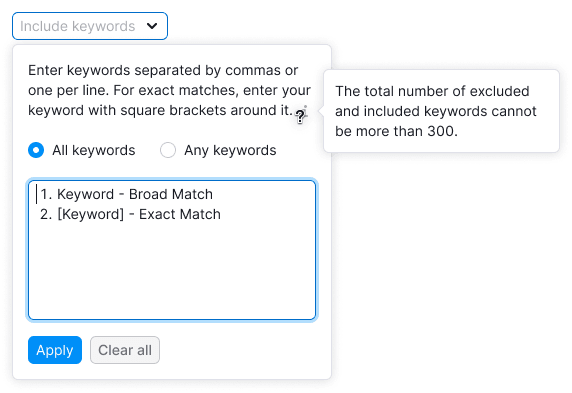 Include keywords
Enter keywords separated by commas or
one per line. For exact matches, enter your
keyword with square brackets around it.
?
The total number of excluded
and included keywords cannot
be more than 300.
All keywords
Any keywords
1. Keyword - Broad Match
2. [Keyword] - Exact Match
Apply
Clear all